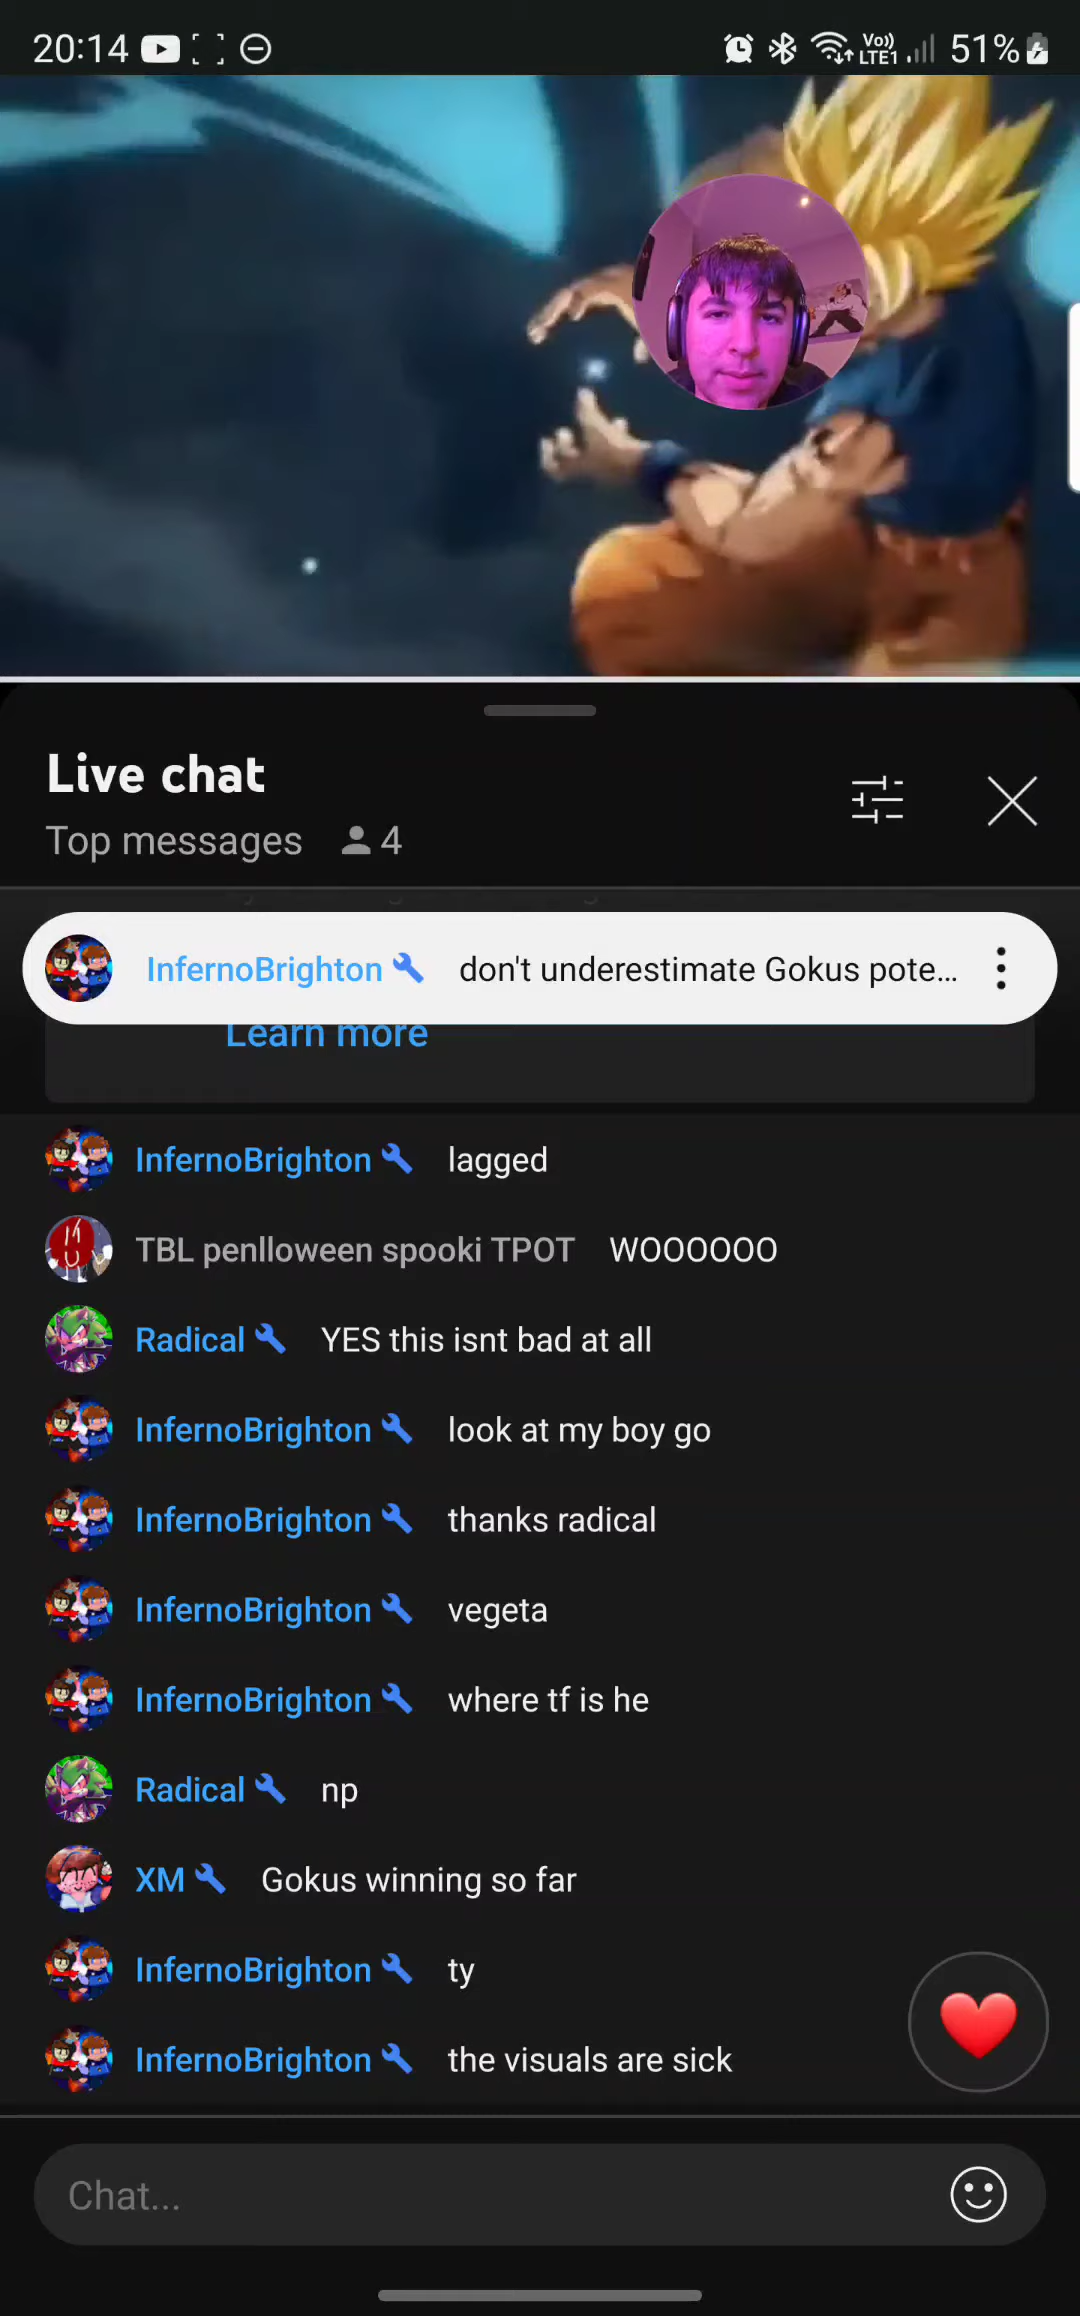 20:14 Vo)) LTE1 51%
Live chat
Top messages 4
InfernoBrighton don't underestimate Gokus pote...
Learn more
InfernoBrighton lagged
TBL penlloween spooki TPOT WOOOOOO
Radical YES this isnt bad at all
InfernoBrighton look at my boy go
InfernoBrighton thanks radical
InfernoBrighton vegeta
InfernoBrighton where tf is he
Radical np
XM Gokus winning so far
InfernoBrighton ty
InfernoBrighton the visuals are sick
Chat...